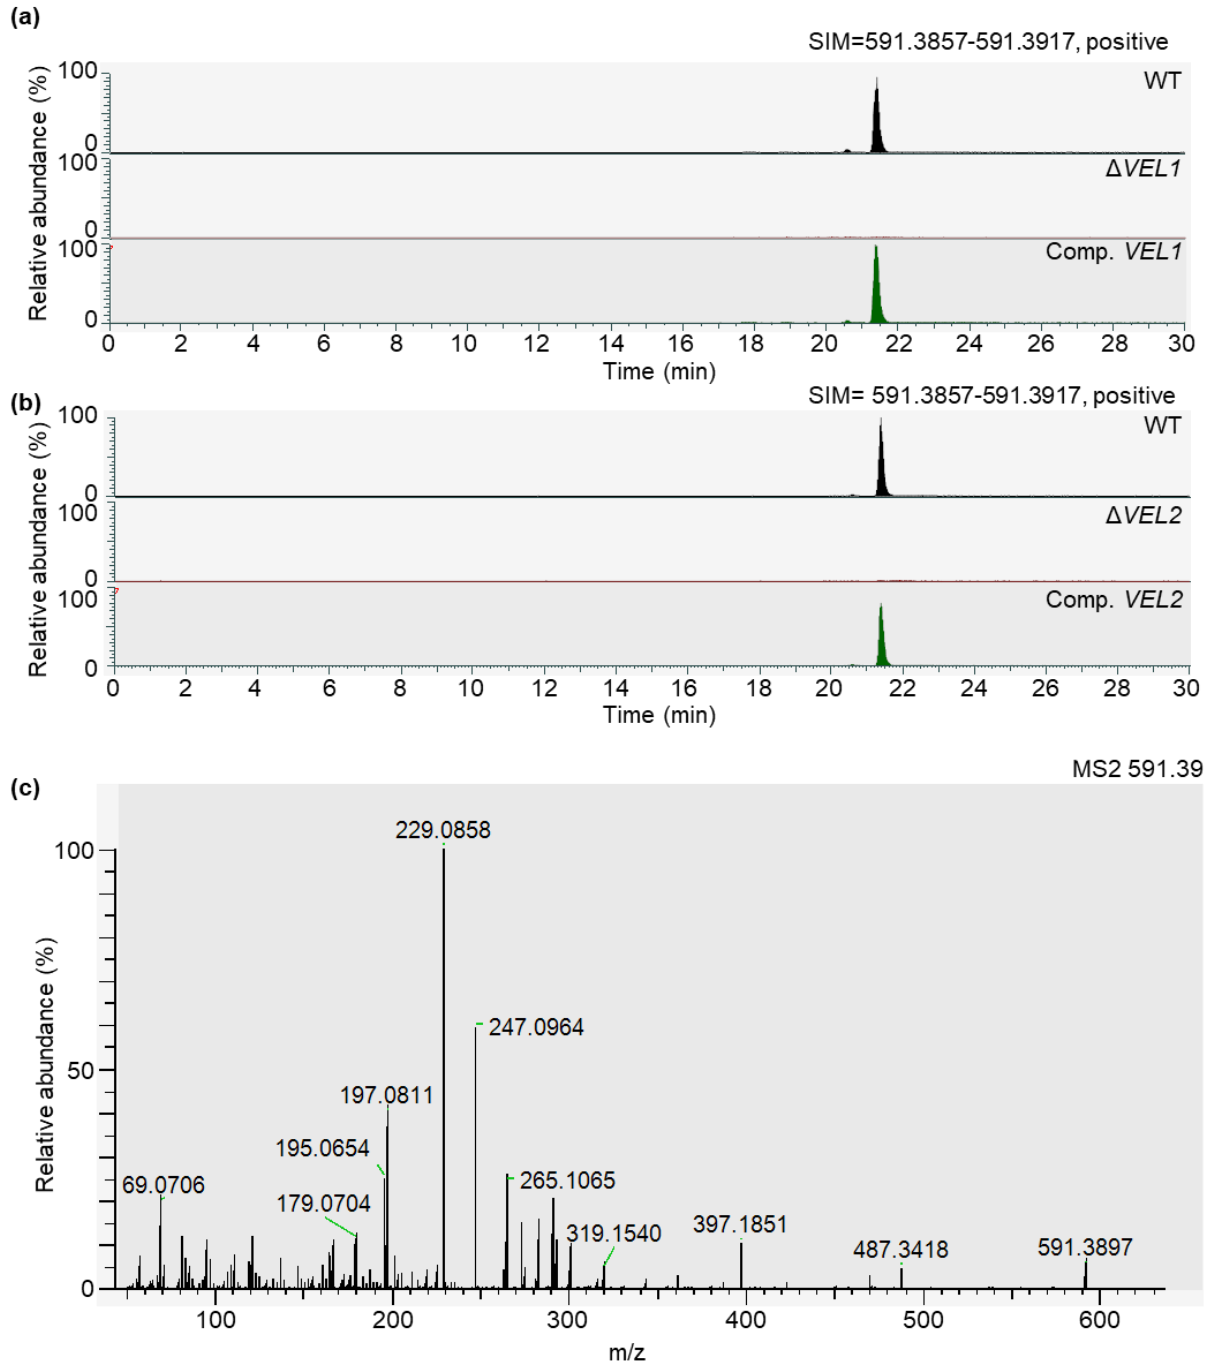 (a)
SIM=591.3857-591.3917, positive
Relative abundance (%)
100
WT
0
100
ΔVEL1
0
100
Comp. VEL1
0
0 2 4 6 8 10 12 14 16 18 20 22 24 26 28 30
Time (min)
(b)
SIM= 591.3857-591.3917, positive
Relative abundance (%)
100
WT
0
100
ΔVEL2
0
100
Comp. VEL2
0
0 2 4 6 8 10 12 14 16 18 20 22 24 26 28 30
Time (min)
(c)
MS2 591.39
Relative abundance (%)
100
50
0
229.0858
247.0964
197.0811
195.0654
69.0706
179.0704
265.1065
319.1540
397.1851
487.3418
591.3897
100 200 300 400 500 600
m/z